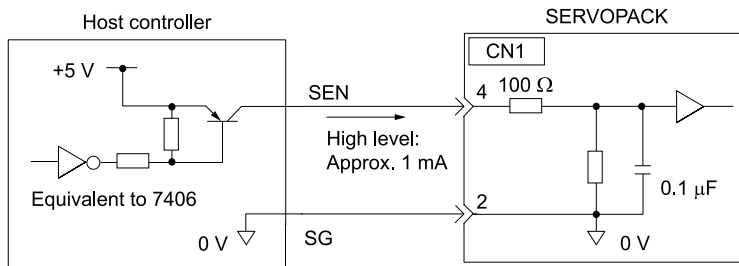 Host controller
SERVOPACK
+5 V
CN1
SEN
4
100 Ω
High level:
Approx. 1 mA
Equivalent to 7406
0.1 μF
2
0 V
SG
0 V